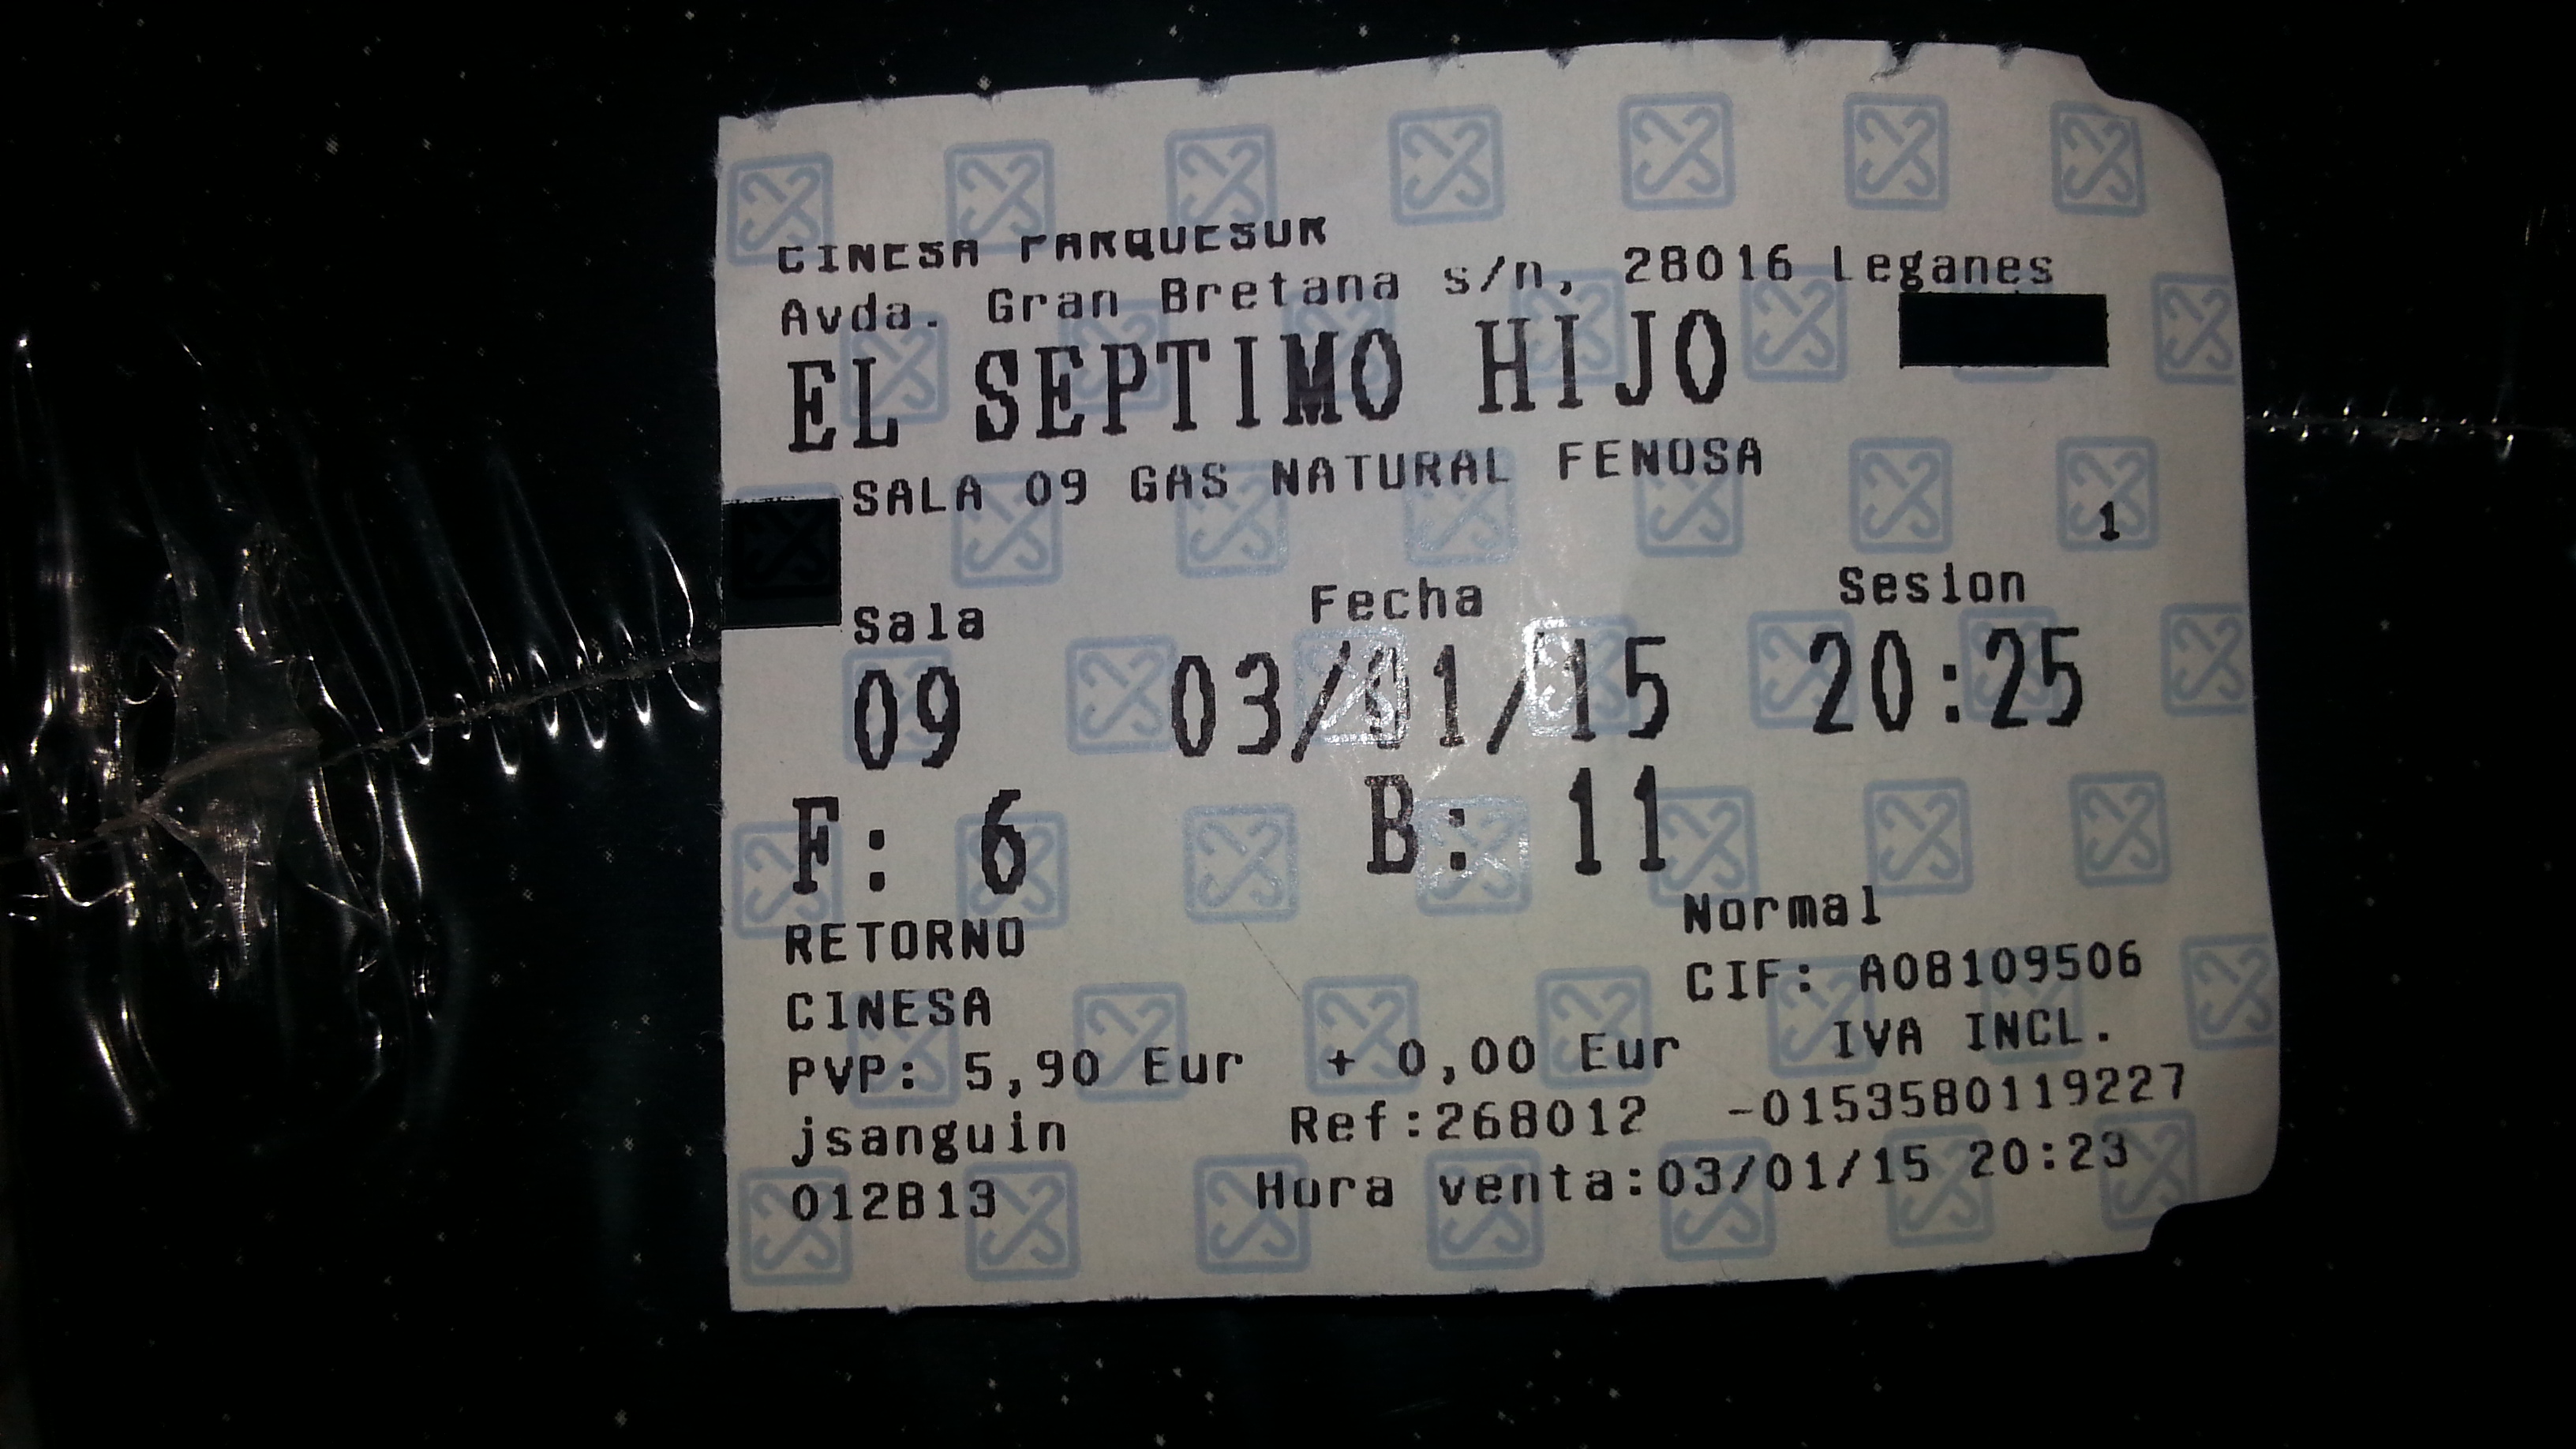 CINESA PARQUESUR
Avda. Gran Bretana s/n, 28016 Leganes
EL SEPTIMO HIJO
SALA 09 GAS NATURAL FENOSA
1
Sala Fecha Sesion
09 03/01/15 20:25
F: 6 B: 11
RETORNO Normal
CINESA CIF: A08109506
PVP: 5,90 Eur + 0,00 Eur IVA INCL.
jsanguin Ref:268012 -0153580119227
012813 Hora venta:03/01/15 20:23